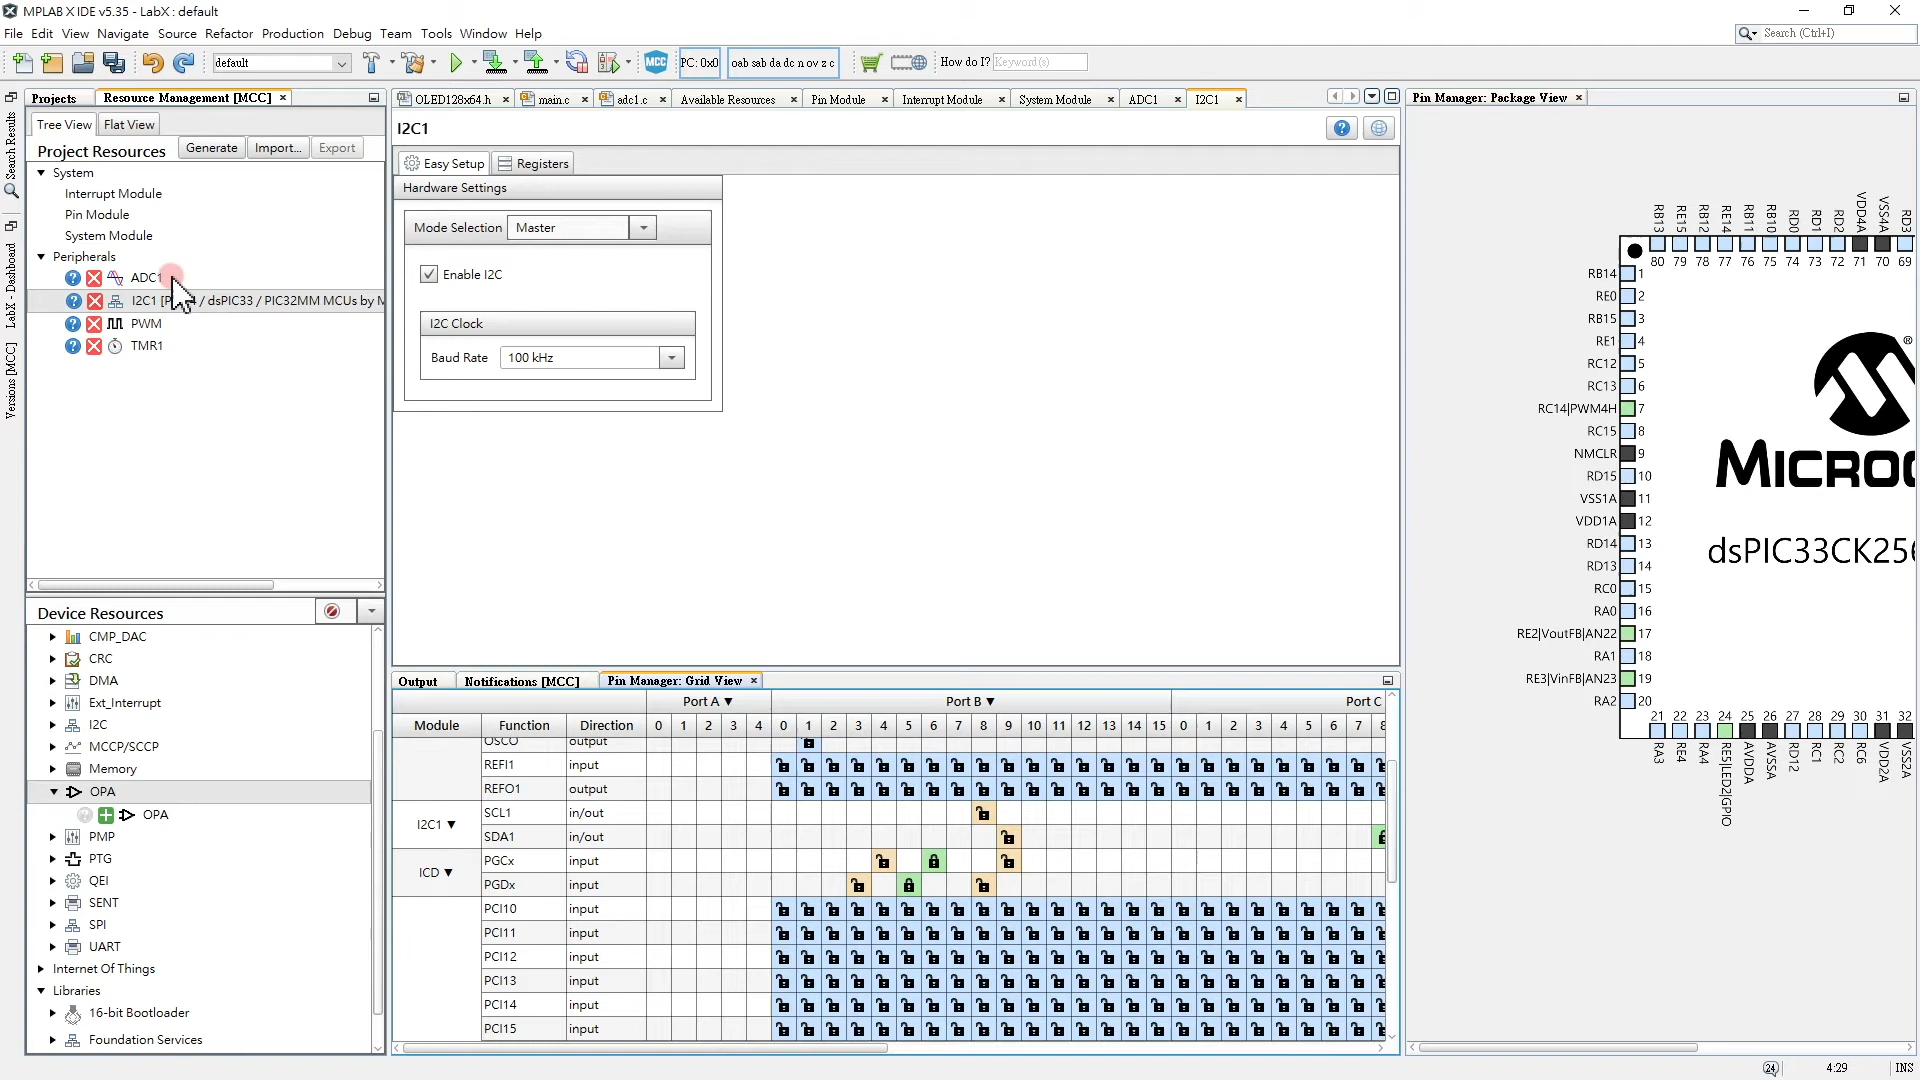 MPLAB X IDE v5.35 - LabX : default
File Edit View Navigate Source Refactor Production Debug Team Tools Window Help
Search (Ctrl+I)
default
MCC
PC: 0x0
oab sab da dc n ov z c
How do I? Keyword(s)
Projects
Resource Management [MCC]
OLED128x64.h
main.c
adc1.c
Available Resources
Pin Module
Interrupt Module
System Module
ADC1
I2C1
Pin Manager: Package View
Search Results
LabX - Dashboard
Versions [MCC]
Tree View
Flat View
Project Resources
Generate
Import...
Export
System
Interrupt Module
Pin Module
System Module
Peripherals
ADC1
I2C1
/ dsPIC33 / PIC32MM MCUs by M
PWM
TMR1
I2C1
Easy Setup
Registers
Hardware Settings
Mode Selection
Master
Enable I2C
I2C Clock
Baud Rate
100 kHz
Device Resources
CMP_DAC
CRC
DMA
Ext_Interrupt
I2C
MCCP/SCCP
Memory
OPA
OPA
PMP
PTG
QEI
SENT
SPI
UART
Internet Of Things
Libraries
16-bit Bootloader
Foundation Services
Output
Notifications [MCC]
Pin Manager: Grid View
Port A ▼
Port B ▼
Port C
Module
Function
Direction
0 1 2 3 4
0 1 2 3 4 5 6 7 8 9 10 11 12 13 14 15
0 1 2 3 4 5 6 7 8
OSCO output
REFI1 input
REFO1 output
I2C1 ▼
SCL1 in/out
SDA1 in/out
ICD ▼
PGCx input
PGDx input
PCI10 input
PCI11 input
PCI12 input
PCI13 input
PCI14 input
PCI15 input
RB13 RE15 RB12 RE14 RB11 RB10 RD0 RD1 RD2 VDD4A VSS4A RD3
80 79 78 77 76 75 74 73 72 71 70 69
RB14 1
RE0 2
RB15 3
RE1 4
RC12 5
RC13 6
RC14|PWM4H 7
RC15 8
NMCLR 9
RD15 10
VSS1A 11
VDD1A 12
RD14 13
RD13 14
RC0 15
RA0 16
RE2|VoutFB|AN22 17
RA1 18
RE3|VinFB|AN23 19
RA2 20
®
MICROC
dsPIC33CK256
21 22 23 24 25 26 27 28 29 30 31 32
RA3 RE4 RA4 RE5|LED2|GPIO AVDDA AVSSA RD12 RC1 RC2 RC6 VDD2A VSS2A
24
4:29
INS